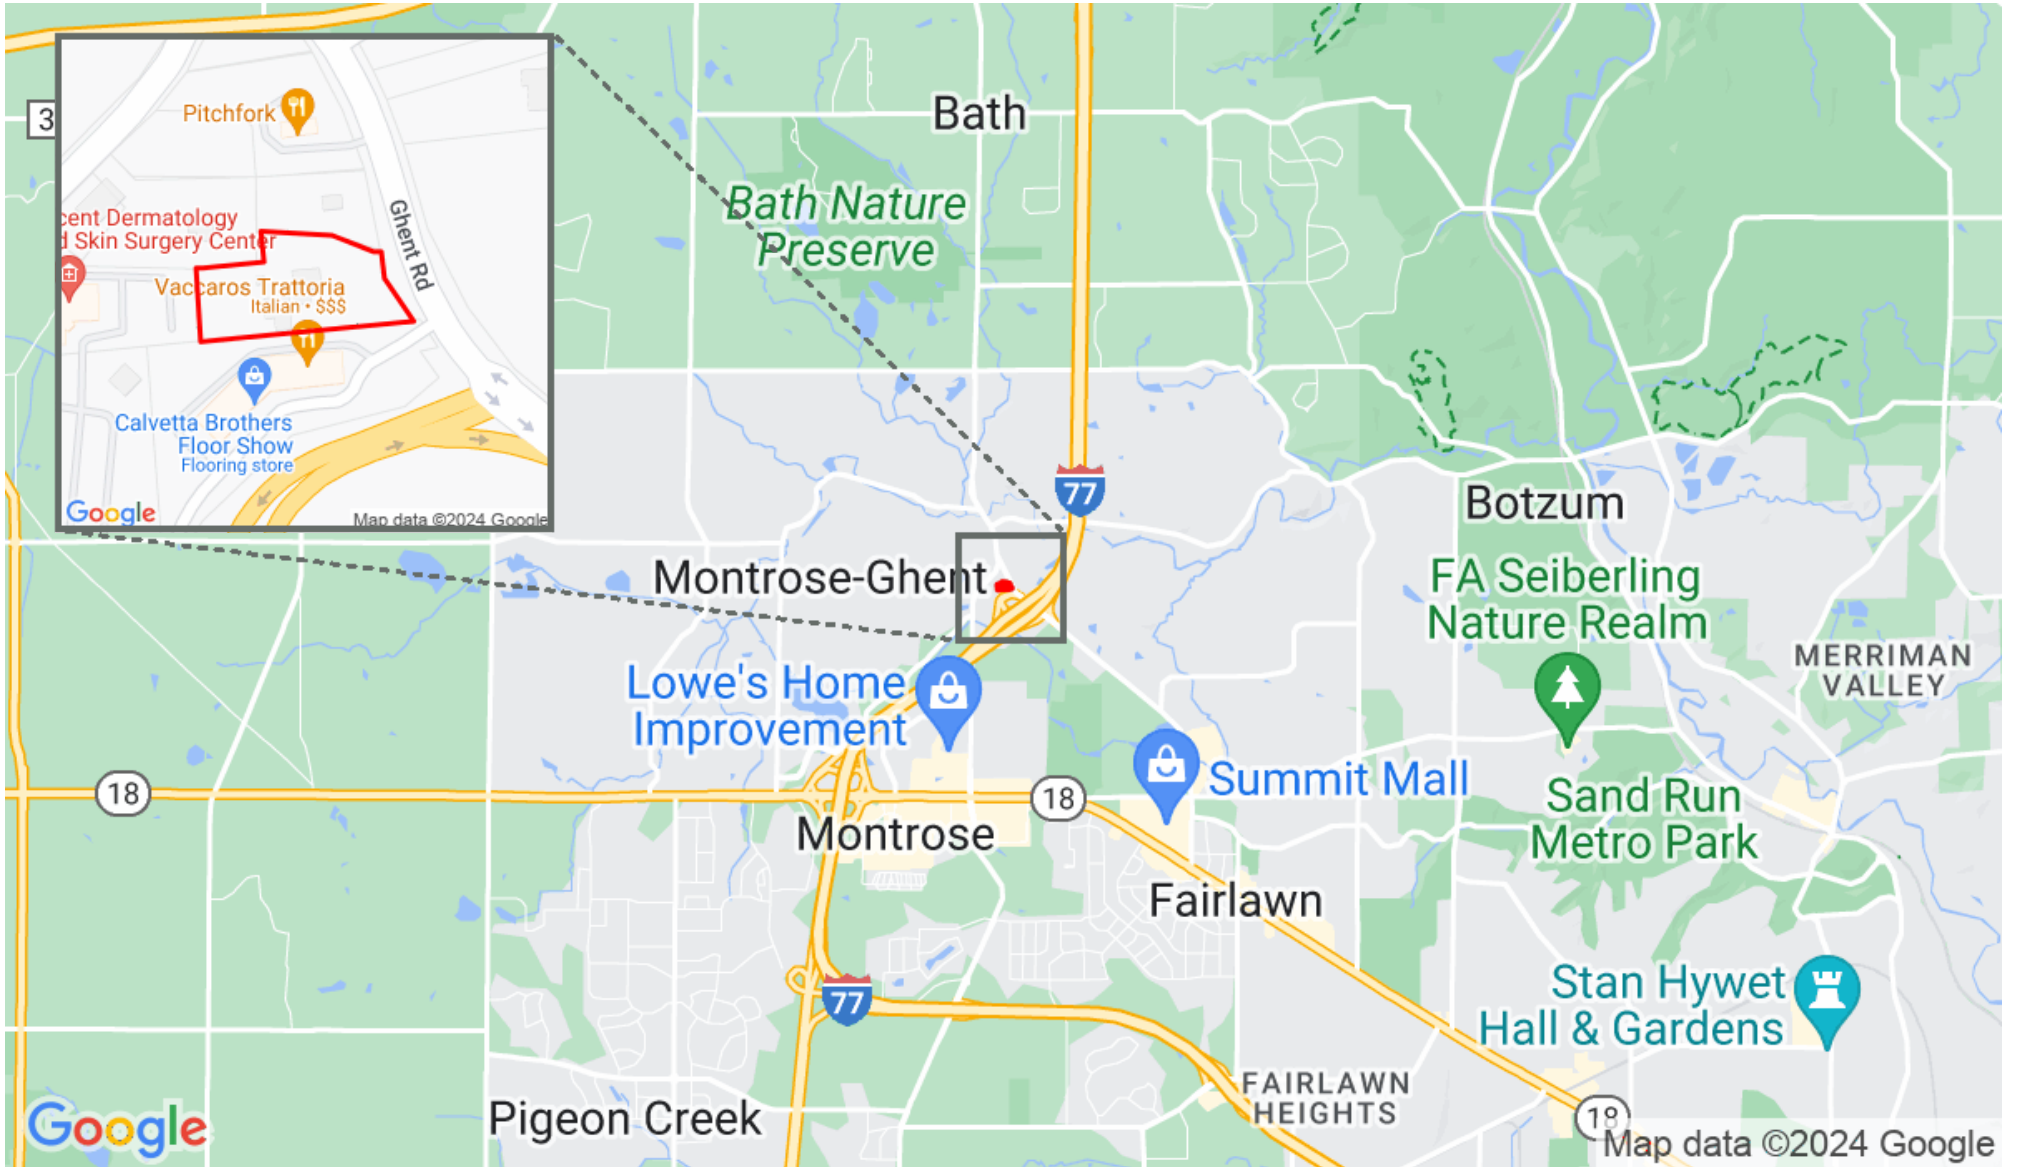 3
Pitchfork
Ghent Rd
cent Dermatology
d Skin Surgery Center
Vaccaros Trattoria
Italian • $$$
Calvetta Brothers
Floor Show
Flooring store
Google
Map data ©2024 Google
Bath
Bath Nature
Preserve
77
Botzum
Montrose-Ghent
FA Seiberling
Nature Realm
MERRIMAN
VALLEY
Lowe's Home
Improvement
Summit Mall
18
18
Sand Run
Metro Park
Montrose
Fairlawn
77
Stan Hywet
Hall & Gardens
FAIRLAWN
HEIGHTS
Pigeon Creek
18
Google
Map data ©2024 Google